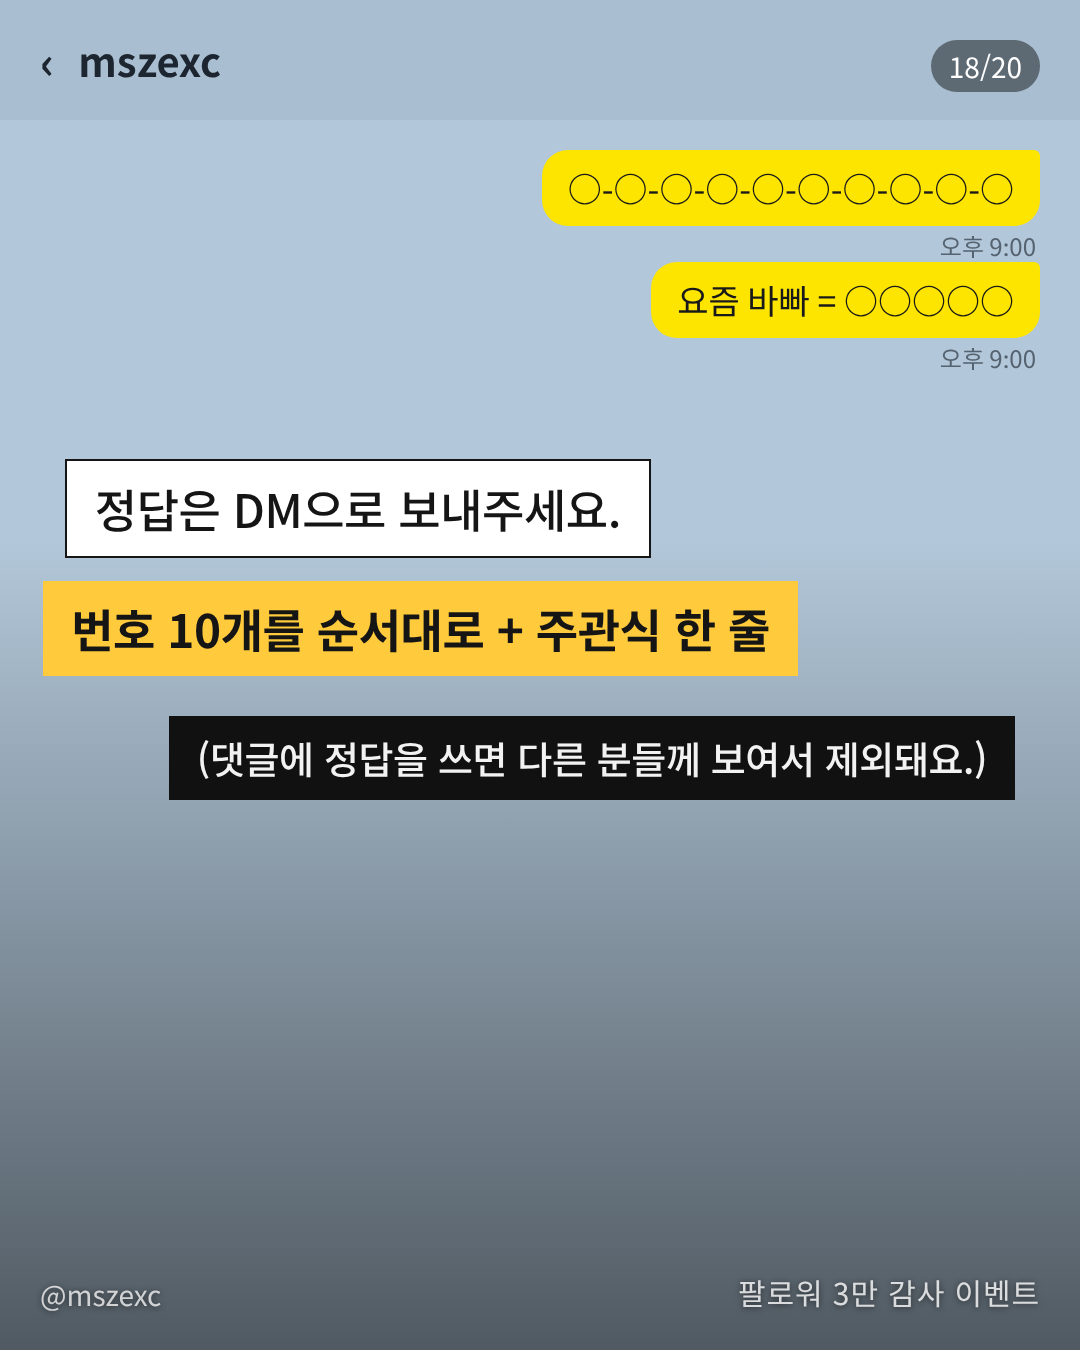 ‹ mszexc
18/20
○-○-○-○-○-○-○-○-○-○
오후 9:00
요즘 바빠 = ○○○○○
오후 9:00
정답은 DM으로 보내주세요.
번호 10개를 순서대로 + 주관식 한 줄
(댓글에 정답을 쓰면 다른 분들께 보여서 제외돼요.)
@mszexc
팔로워 3만 감사 이벤트